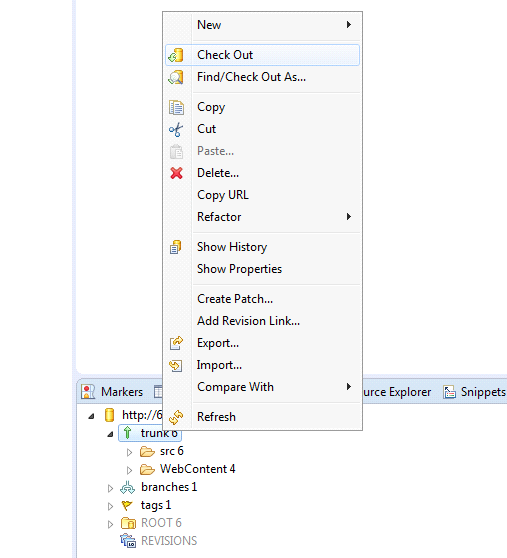 New
Check Out
Find/Check Out As...
Copy
Cut
Paste...
Delete...
Copy URL
Refactor
Show History
Show Properties
Create Patch...
Add Revision Link...
Export...
Import...
Compare With
Refresh
Markers urce Explorer Snippets
http://6
trunk 6
src 6
WebContent 4
branches 1
tags 1
ROOT 6
REVISIONS